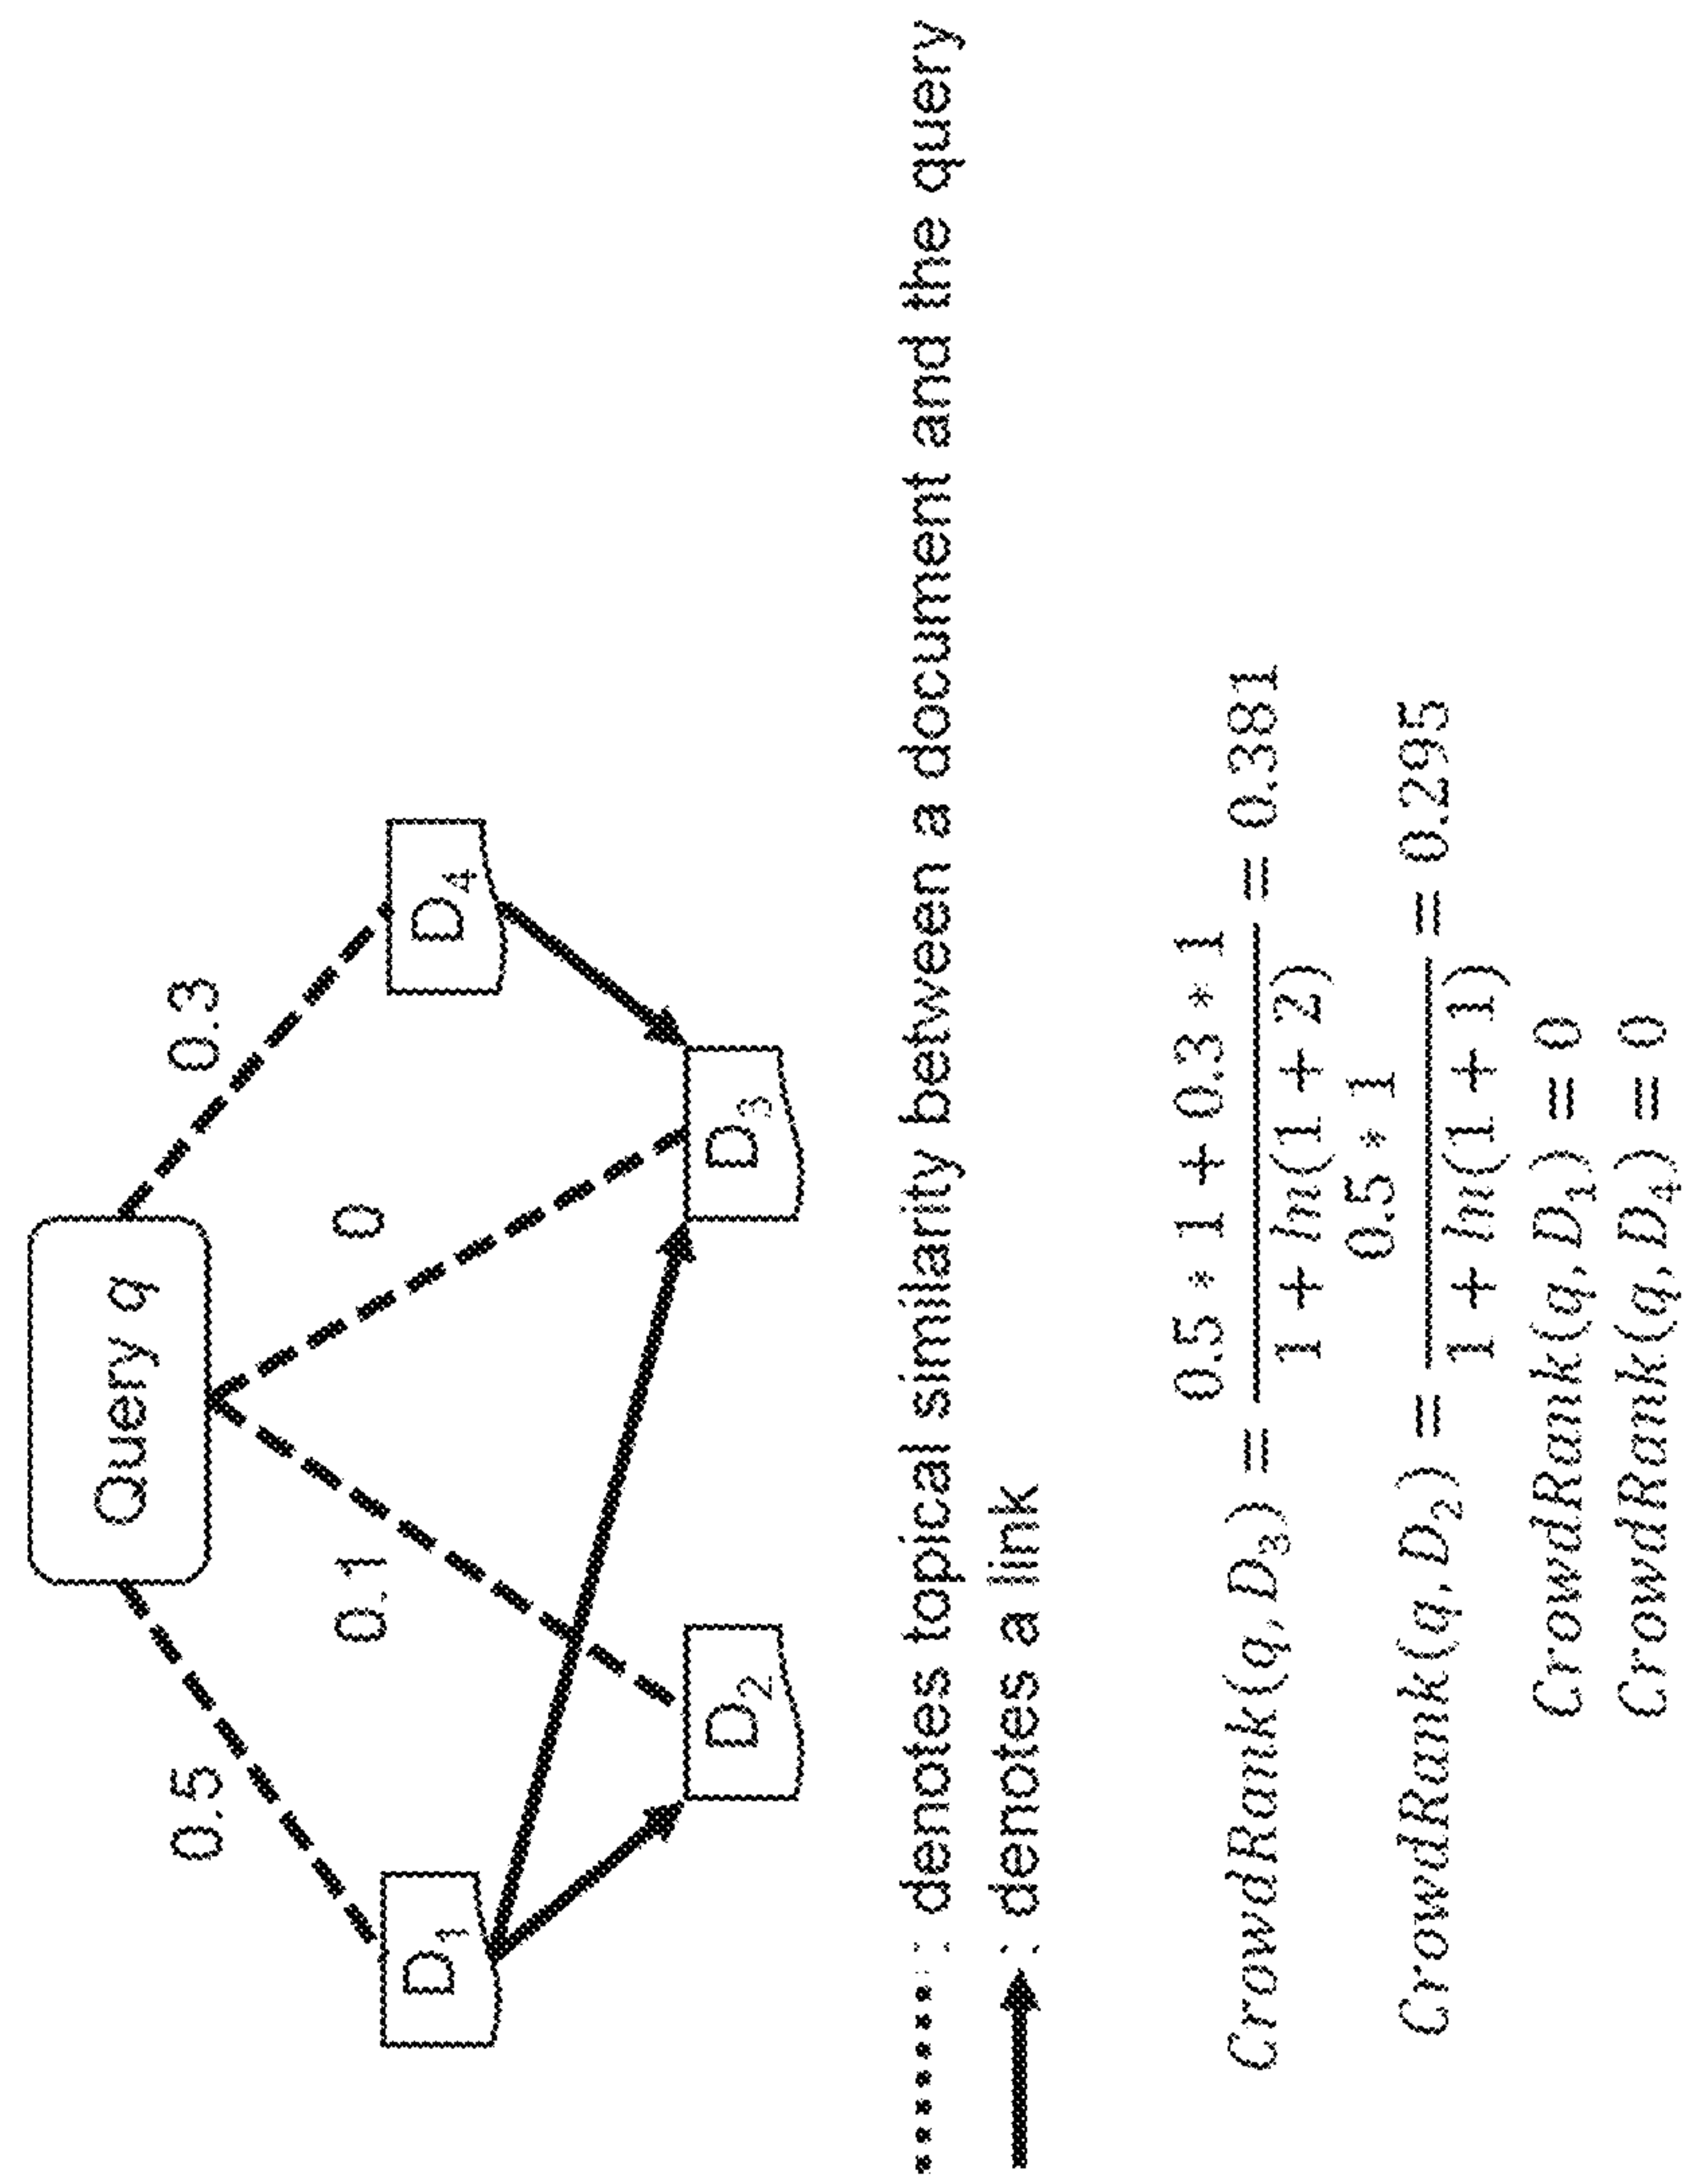 Query q
0.5
0.1
0
0.3
D₁
D₄
D₂
D₃
: denotes topical similarity between a document and the query
: denotes a link
CrowdRank(q, D₃) = 0.5 * 1 + 0.3 * 1 / 1 + ln(1 + 2) = 0.381
CrowdRank(q, D₂) = 0.5 * 1 / 1 + ln(1 + 1) = 0.295
CrowdRank(q, D₁) = 0
CrowdRank(q, D₄) = 0